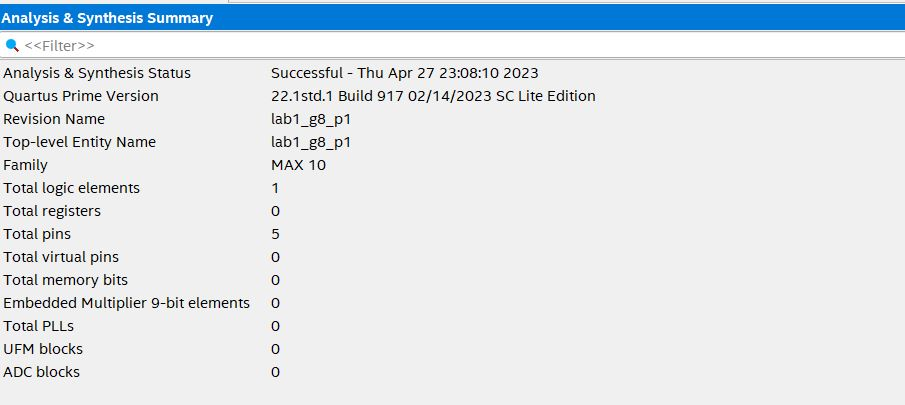 Analysis & Synthesis Summary
<<Filter>>
Analysis & Synthesis Status Successful - Thu Apr 27 23:08:10 2023
Quartus Prime Version 22.1std.1 Build 917 02/14/2023 SC Lite Edition
Revision Name lab1_g8_p1
Top-level Entity Name lab1_g8_p1
Family MAX 10
Total logic elements 1
Total registers 0
Total pins 5
Total virtual pins 0
Total memory bits 0
Embedded Multiplier 9-bit elements 0
Total PLLs 0
UFM blocks 0
ADC blocks 0